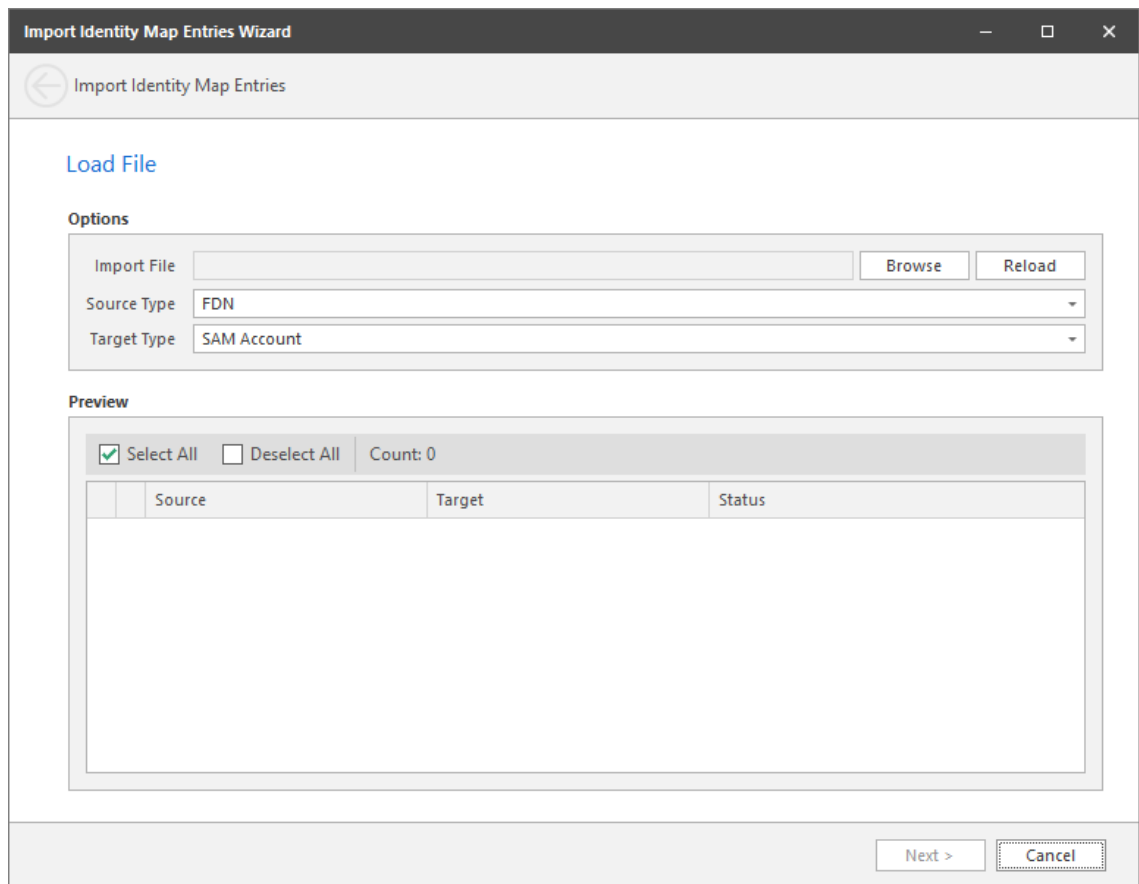 Import Identity Map Entries Wizard
Import Identity Map Entries
Load File
Options
Import File Browse Reload
Source Type FDN
Target Type SAM Account
Preview
Select All Deselect All Count: 0
Source Target Status
Next > Cancel